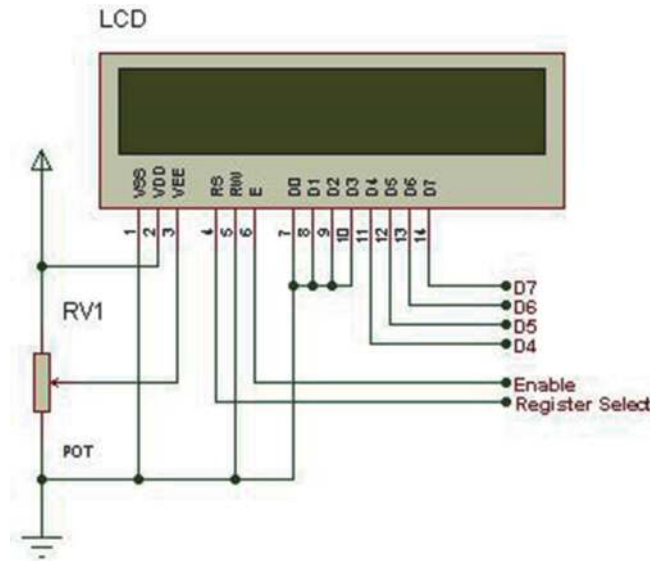 LCD
VSS VDD VEE RS RW E D0 D1 D2 D3 D4 D5 D6 D7
1 2 3 4 5 6 7 8 9 10 11 12 13 14
D7
RV1
D6
D5
D4
Enable
Register Select
POT